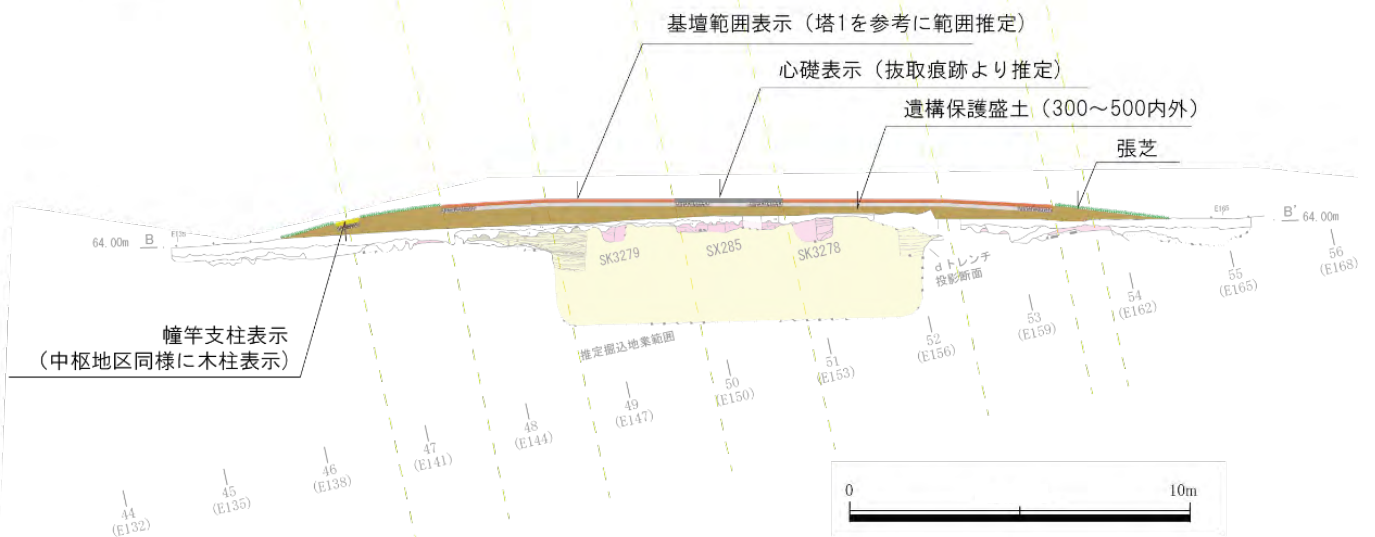 基壇範囲表示（塔1を参考に範囲推定）
心礎表示（抜取痕跡より推定）
遺構保護盛土（300～500内外）
張芝
64.00m
B
B'
64.00m
SK3279
SX285
SK3278
dトレンチ
投影断面
幢竿支柱表示
（中枢地区同様に木柱表示）
推定掘込地業範囲
44
(E132)
45
(E135)
46
(E138)
47
(E141)
48
(E144)
49
(E147)
50
(E150)
51
(E153)
52
(E156)
53
(E159)
54
(E162)
55
(E165)
56
(E168)
0
10m